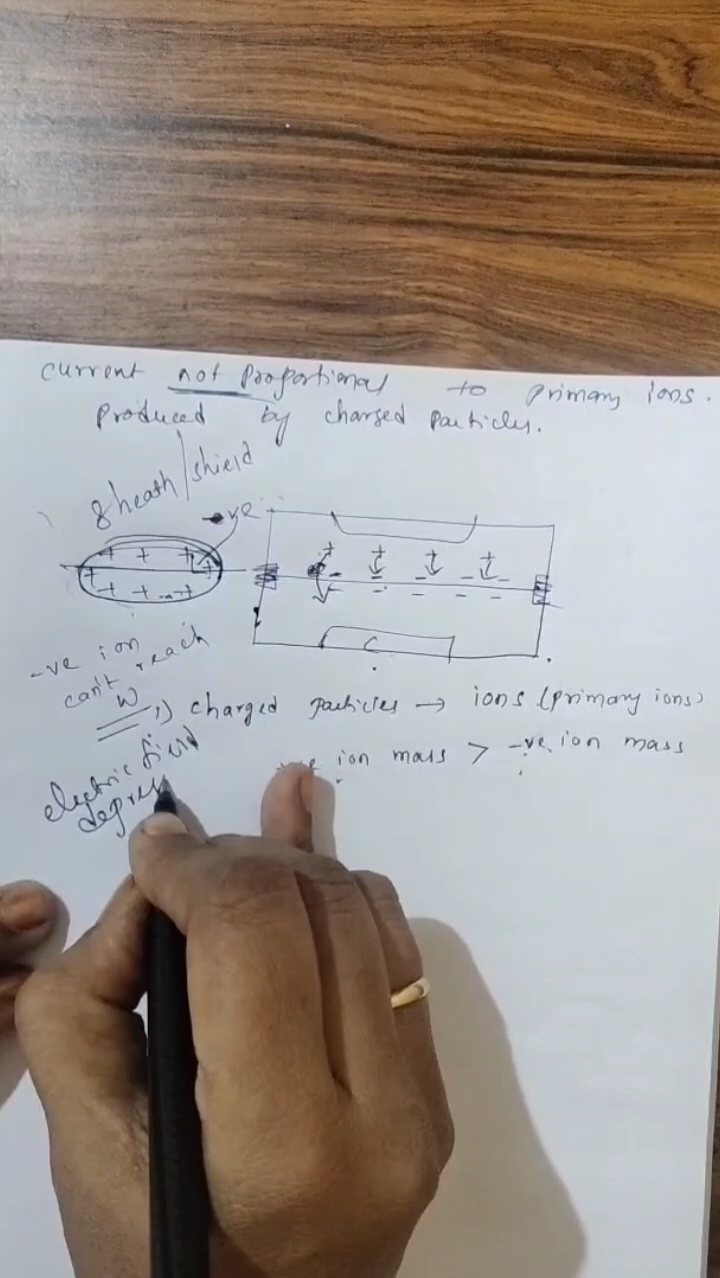 current not proportional to primary ions.
produced by charged particles.
sheath/shield
-ve
+ + +
+ + + +
+ + + +
-ve ion
can't reach
W
C
1) charged particles → ions (primary ions)
ion mass > -ve ion mass
electric field